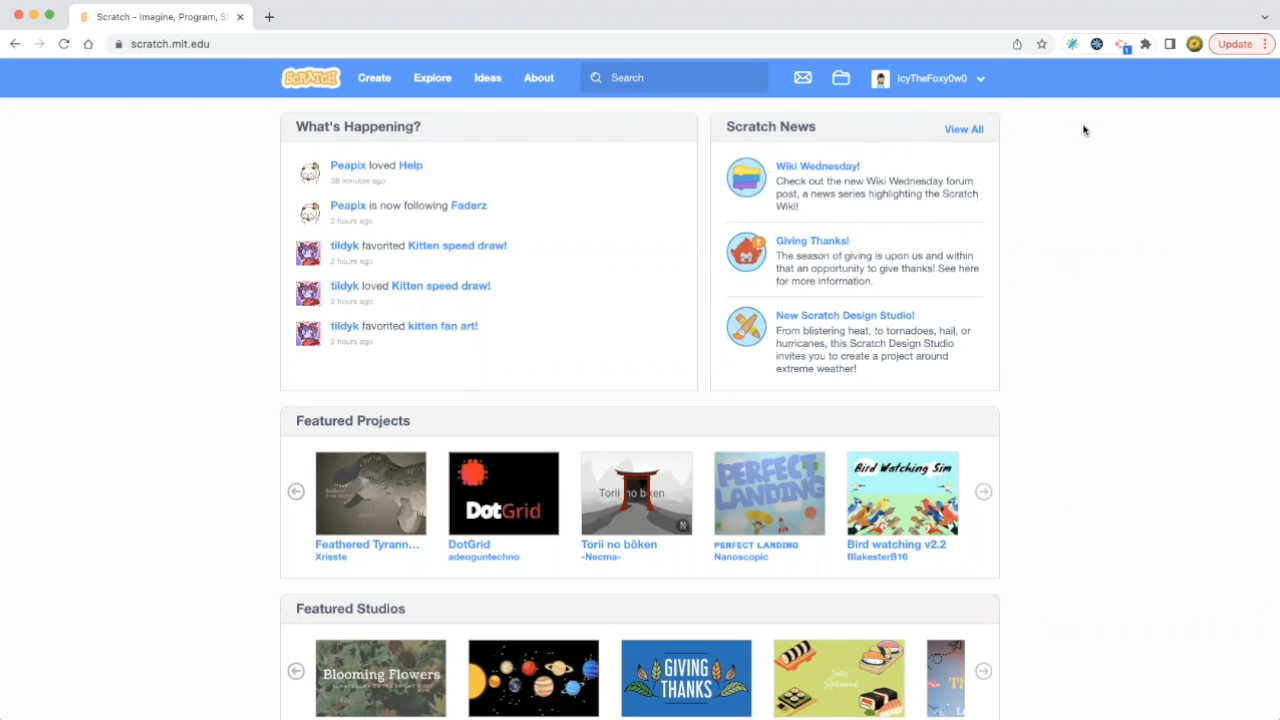 Scratch - Imagine, Program, S
scratch.mit.edu
Update
SCRATCH
Create
Explore
Ideas
About
Search
IcyTheFoxy0w0
What's Happening?
Peapix loved Help
38 minutes ago
Peapix is now following Faderz
2 hours ago
tildyk favorited Kitten speed draw!
2 hours ago
tildyk loved Kitten speed draw!
2 hours ago
tildyk favorited kitten fan art!
2 hours ago
Scratch News
View All
Wiki Wednesday!
Check out the new Wiki Wednesday forum
post, a news series highlighting the Scratch
Wiki!
Giving Thanks!
The season of giving is upon us and within
that an opportunity to give thanks! See here
for more information.
New Scratch Design Studio!
From blistering heat, to tornadoes, hail, or
hurricanes, this Scratch Design Studio
invites you to create a project around
extreme weather!
Featured Projects
DotGrid
Torii no böken
N
PERFECT
LANDING
Bird Watching Sim
Feathered Tyrann...
Xrisste
DotGrid
adeoguntechno
Torii no böken
-Necma-
PERFECT LANDING
Nanoscopic
Bird watching v2.2
BlakesterB16
Featured Studios
Blooming Flowers
GIVING
THANKS